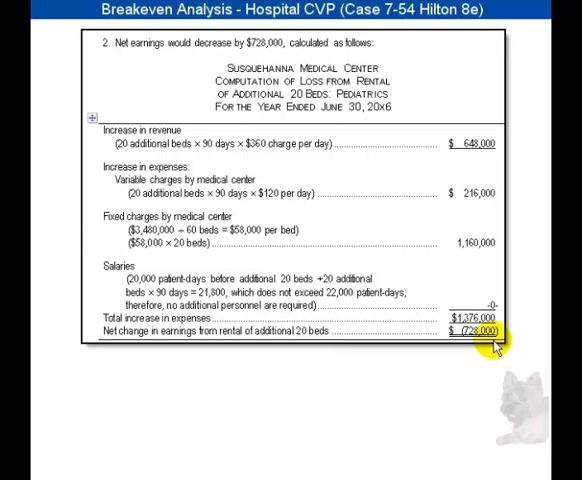 Breakeven Analysis - Hospital CVP (Case 7-54 Hilton 8e)
2. Net earnings would decrease by $728,000, calculated as follows:
SUSQUEHANNA MEDICAL CENTER
COMPUTATION OF LOSS FROM RENTAL
OF ADDITIONAL 20 BEDS: PEDIATRICS
FOR THE YEAR ENDED JUNE 30, 20X6
Increase in revenue
(20 additional beds × 90 days × $360 charge per day) $ 648,000
Increase in expenses:
Variable charges by medical center
(20 additional beds × 90 days × $120 per day) $ 216,000
Fixed charges by medical center
($3,480,000 ÷ 60 beds = $58,000 per bed)
($58,000 × 20 beds) 1,160,000
Salaries
(20,000 patient-days before additional 20 beds +20 additional
beds × 90 days = 21,800, which does not exceed 22,000 patient-days;
therefore, no additional personnel are required) -0-
Total increase in expenses $1,376,000
Net change in earnings from rental of additional 20 beds $ (728,000)